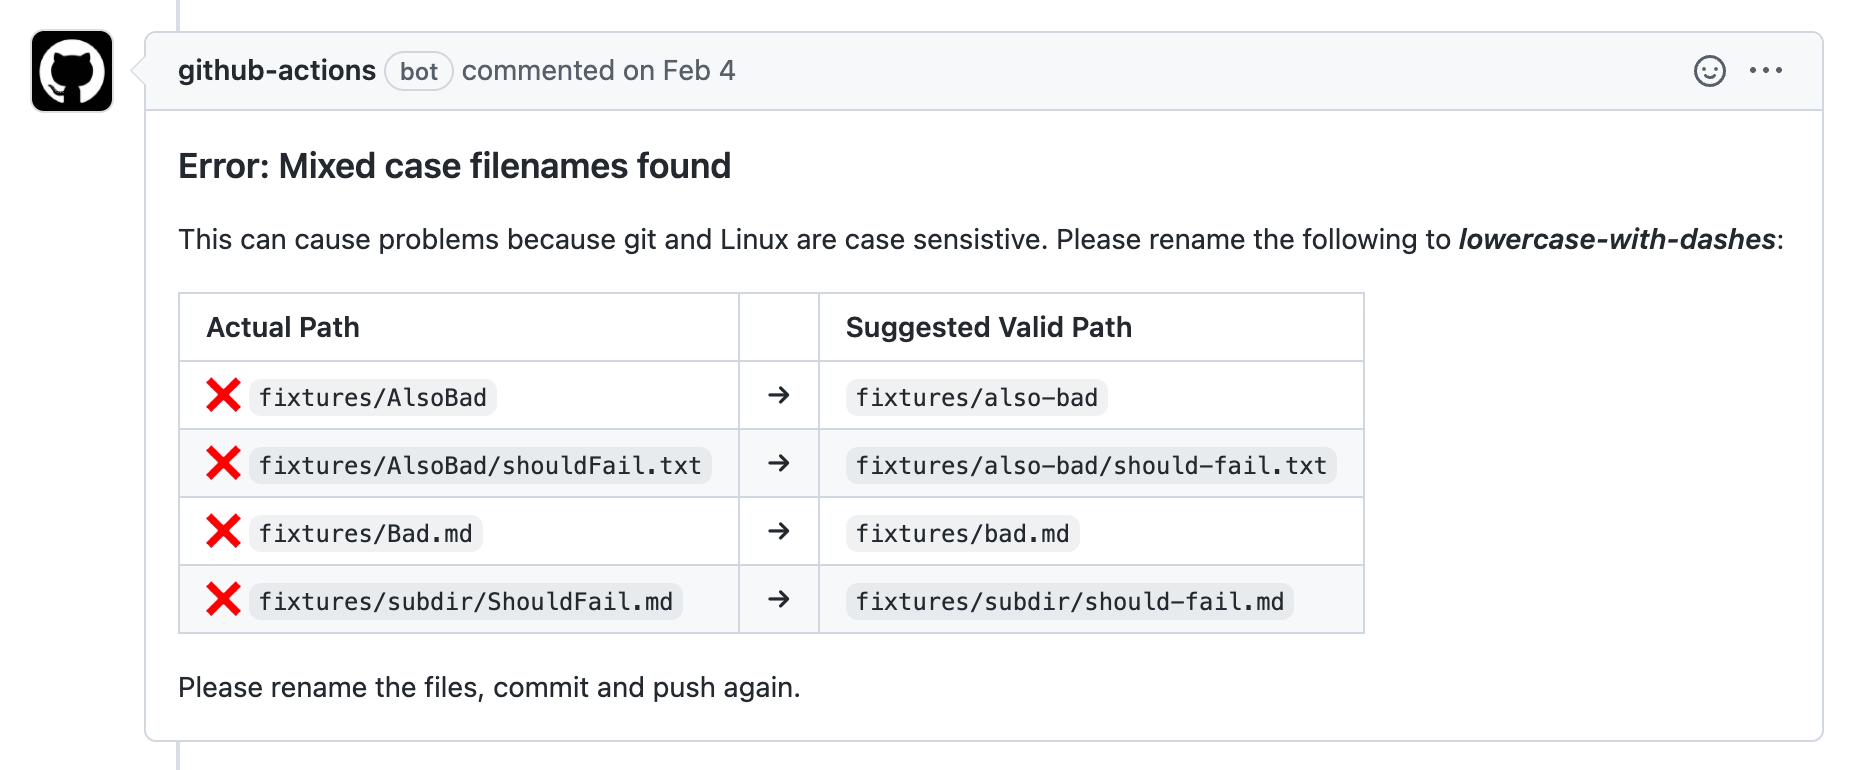 github-actions bot commented on Feb 4
Error: Mixed case filenames found
This can cause problems because git and Linux are case sensistive. Please rename the following to lowercase-with-dashes:
Actual Path Suggested Valid Path
❌ fixtures/AlsoBad → fixtures/also-bad
❌ fixtures/AlsoBad/shouldFail.txt → fixtures/also-bad/should-fail.txt
❌ fixtures/Bad.md → fixtures/bad.md
❌ fixtures/subdir/ShouldFail.md → fixtures/subdir/should-fail.md
Please rename the files, commit and push again.